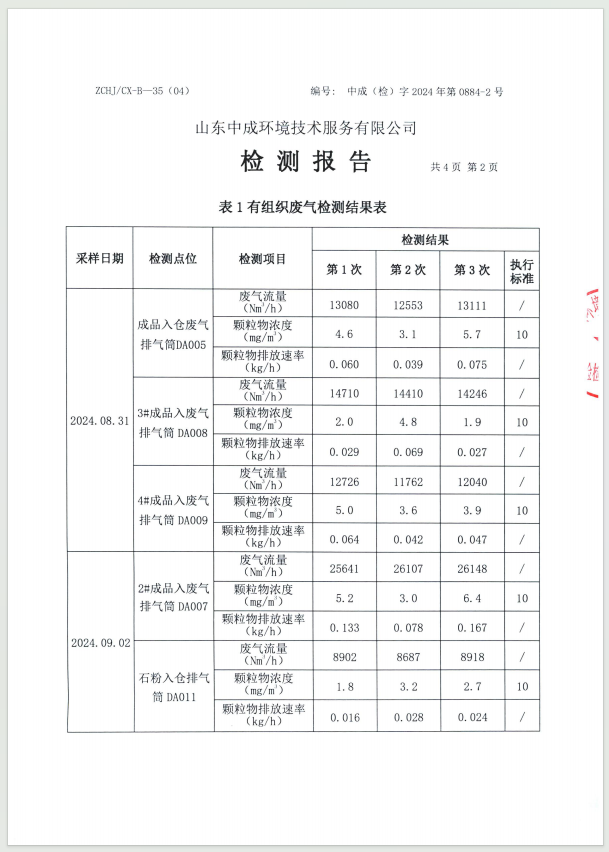 ZCHJ/CX-B—35（04）
编号： 中成（检）字 2024 年第 0884-2 号
山东中成环境技术服务有限公司
检 测 报 告
共 4 页 第 2 页
表 1 有组织废气检测结果表
采样日期 检测点位 检测项目 检测结果
第 1 次 第 2 次 第 3 次 执行
标准
2024.08.31
成品入仓废气
排气筒DA005
废气流量
（Nm³/h） 13080 12553 13111 /
颗粒物浓度
（mg/m³） 4.6 3.1 5.7 10
颗粒物排放速率
（kg/h） 0.060 0.039 0.075 /
3#成品入废气
排气筒 DA008
废气流量
（Nm³/h） 14710 14410 14246 /
颗粒物浓度
（mg/m³） 2.0 4.8 1.9 10
颗粒物排放速率
（kg/h） 0.029 0.069 0.027 /
4#成品入废气
排气筒 DA009
废气流量
（Nm³/h） 12726 11762 12040 /
颗粒物浓度
（mg/m³） 5.0 3.6 3.9 10
颗粒物排放速率
（kg/h） 0.064 0.042 0.047 /
2024.09.02
2#成品入废气
排气筒 DA007
废气流量
（Nm³/h） 25641 26107 26148 /
颗粒物浓度
（mg/m³） 5.2 3.0 6.4 10
颗粒物排放速率
（kg/h） 0.133 0.078 0.167 /
石粉入仓排气
筒 DA011
废气流量
（Nm³/h） 8902 8687 8918 /
颗粒物浓度
（mg/m³） 1.8 3.2 2.7 10
颗粒物排放速率
（kg/h） 0.016 0.028 0.024 /